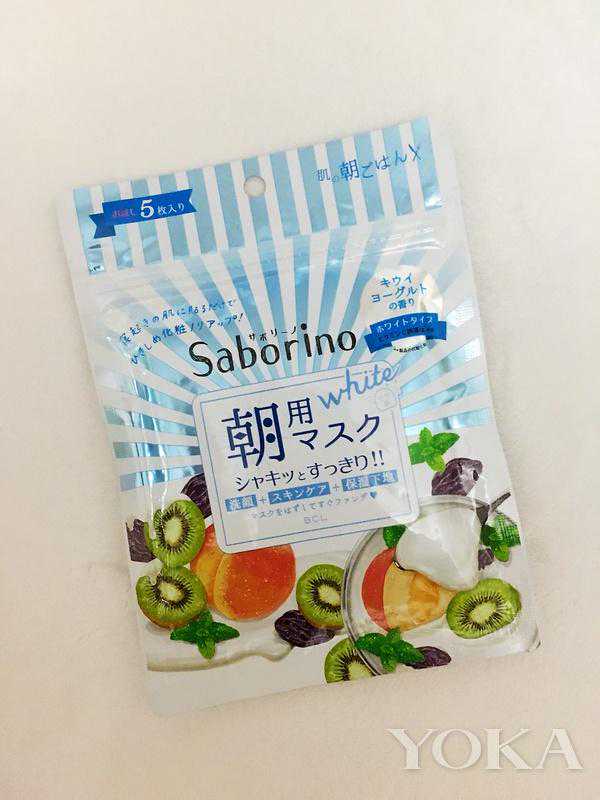 肌の朝ごはん
お試し 5枚入り
寝起きの肌に貼るだけで
ひきしめ化粧ノリアップ!
キウイ
ヨーグルト
の香り
ホワイトタイプ
サボリーノ
Saborino
white
朝用
マスク
シャキッとすっきり!!
洗顔+スキンケア+保湿下地
マスクをはずしてすぐファンデ♥
BCL
YOKA